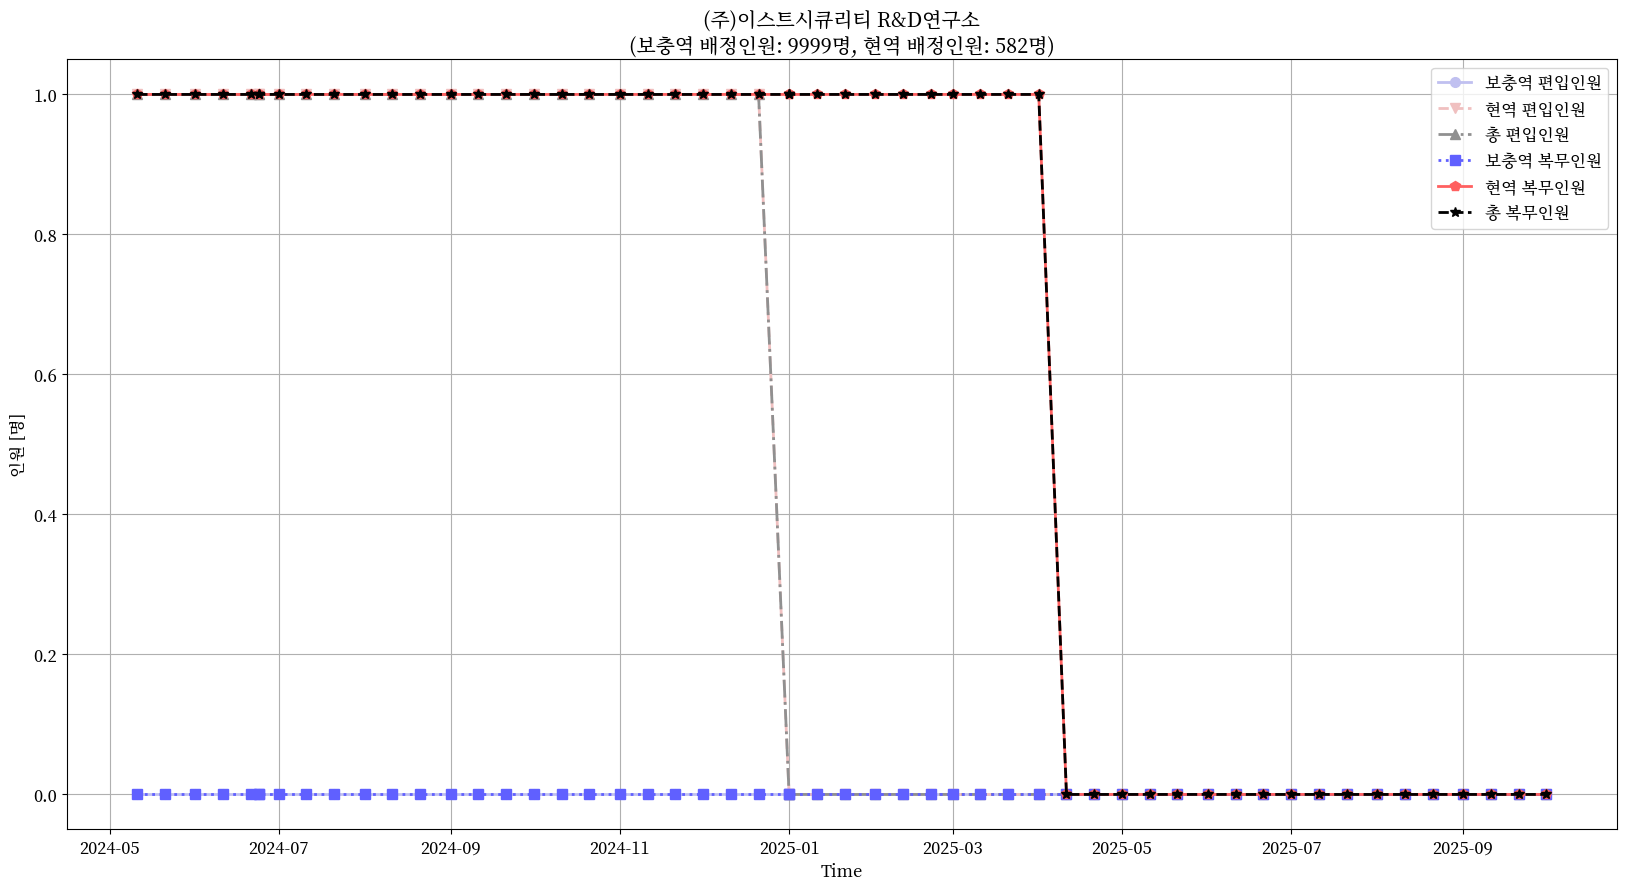 (주)이스트시큐리티 R&D연구소
(보충역 배정인원: 9999명, 현역 배정인원: 582명)
보충역 편입인원
현역 편입인원
총 편입인원
보충역 복무인원
현역 복무인원
총 복무인원
인원 [명]
1.0
0.8
0.6
0.4
0.2
0.0
2024-05 2024-07 2024-09 2024-11 2025-01 2025-03 2025-05 2025-07 2025-09
Time